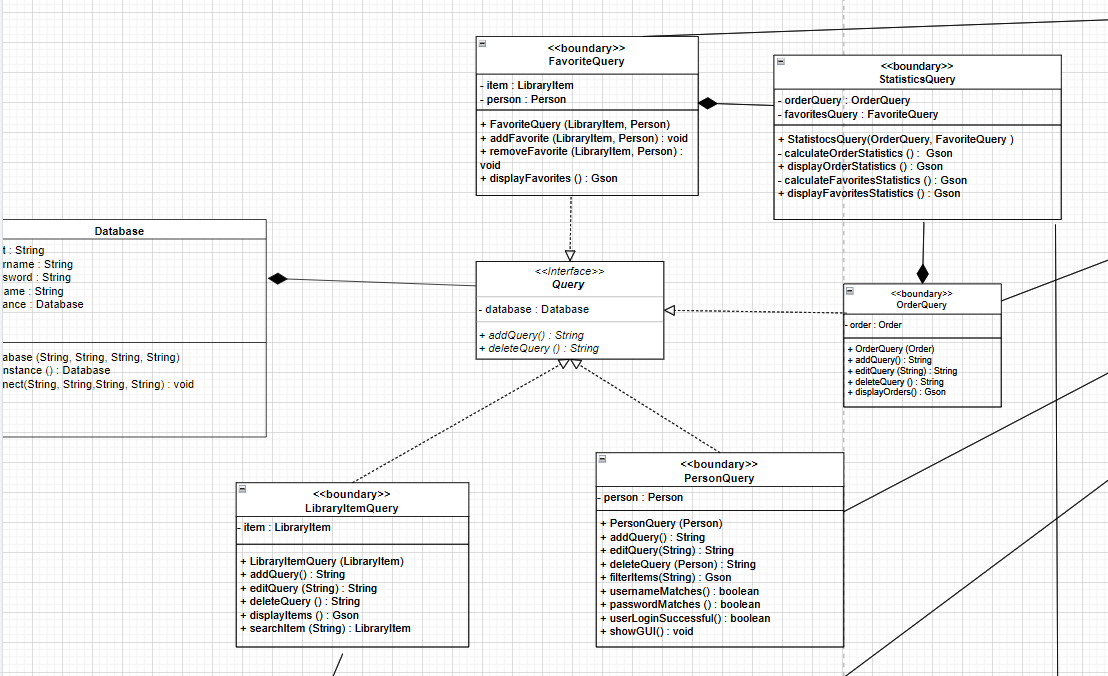 <<boundary>>
FavoriteQuery
- item : LibraryItem
- person : Person
+ FavoriteQuery (LibraryItem, Person)
+ addFavorite (LibraryItem, Person) : void
+ removeFavorite (LibraryItem, Person) :
void
+ displayFavorites () : Gson
<<boundary>>
StatisticsQuery
- orderQuery : OrderQuery
- favoritesQuery : FavoriteQuery
+ StatistocsQuery(OrderQuery, FavoriteQuery )
- calculateOrderStatistics () : Gson
+ displayOrderStatistics () : Gson
- calculateFavoritesStatistics () : Gson
+ displayFavoritesStatistics () : Gson
Database
t : String
rname : String
sword : String
ame : String
ance : Database
abase (String, String, String, String)
nstance () : Database
nect(String, String,String, String) : void
<<interface>>
Query
- database : Database
+ addQuery() : String
+ deleteQuery () : String
<<boundary>>
OrderQuery
- order : Order
+ OrderQuery (Order)
+ addQuery() : String
+ editQuery (String) : String
+ deleteQuery () : String
+ displayOrders() : Gson
<<boundary>>
LibraryItemQuery
- item : LibraryItem
+ LibraryItemQuery (LibraryItem)
+ addQuery() : String
+ editQuery (String) : String
+ deleteQuery () : String
+ displayItems () : Gson
+ searchItem (String) : LibraryItem
<<boundary>>
PersonQuery
- person : Person
+ PersonQuery (Person)
+ addQuery() : String
+ editQuery(String) : String
+ deleteQuery (Person) : String
+ filterItems(String) : Gson
+ usernameMatches() : boolean
+ passwordMatches () : boolean
+ userLoginSuccessful() : boolean
+ showGUI() : void